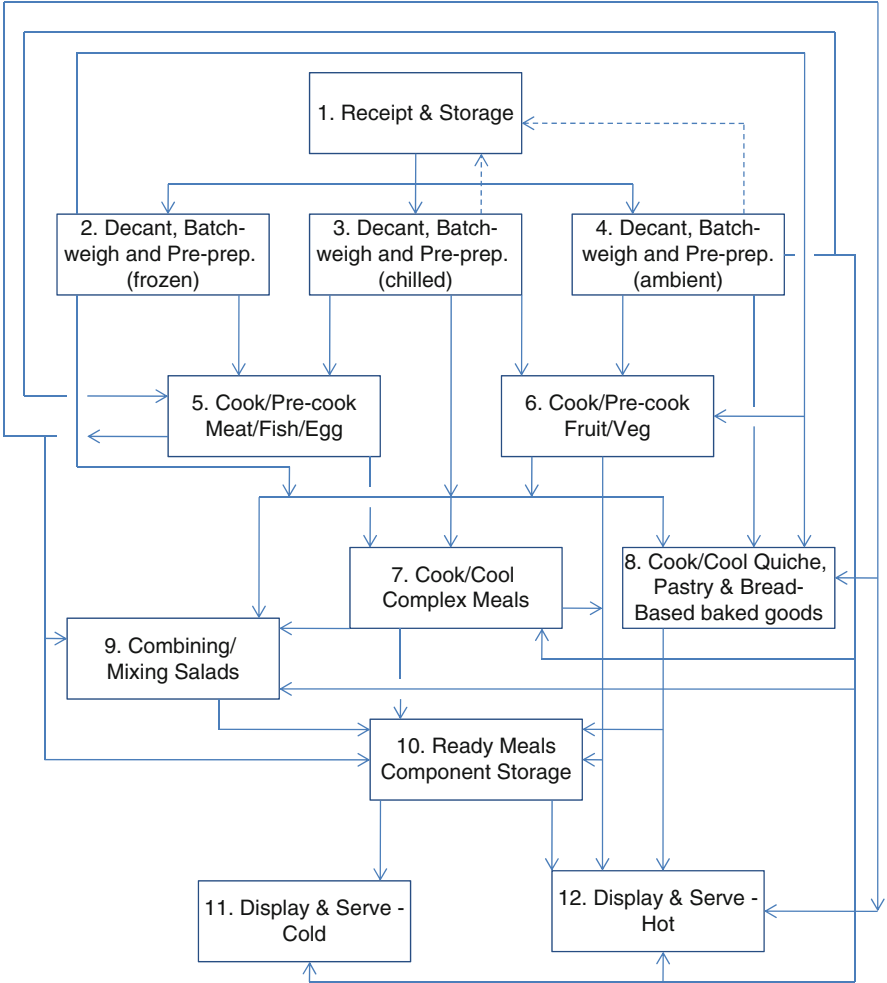 1. Receipt & Storage
2. Decant, Batch-
weigh and Pre-prep.
(frozen)
3. Decant, Batch-
weigh and Pre-prep.
(chilled)
4. Decant, Batch-
weigh and Pre-prep.
(ambient)
5. Cook/Pre-cook
Meat/Fish/Egg
6. Cook/Pre-cook
Fruit/Veg
7. Cook/Cool
Complex Meals
8. Cook/Cool Quiche,
Pastry & Bread-
Based baked goods
9. Combining/
Mixing Salads
10. Ready Meals
Component Storage
11. Display & Serve -
Cold
12. Display & Serve -
Hot